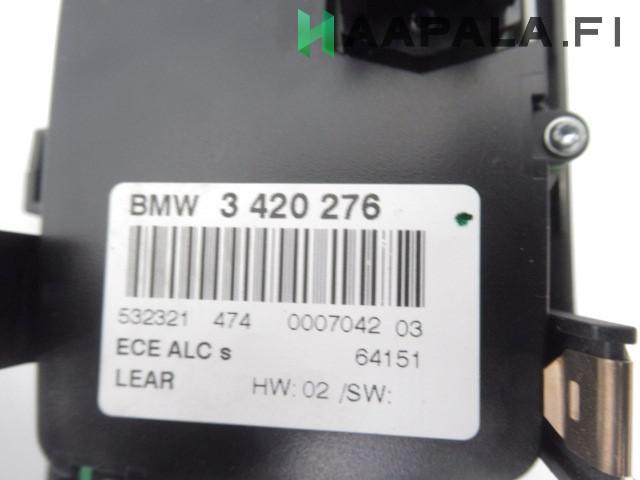 HAAPALA.FI
BMW 3 420 276
532321 474 0007042 03
ECE ALC s 64151
LEAR HW: 02 /SW: